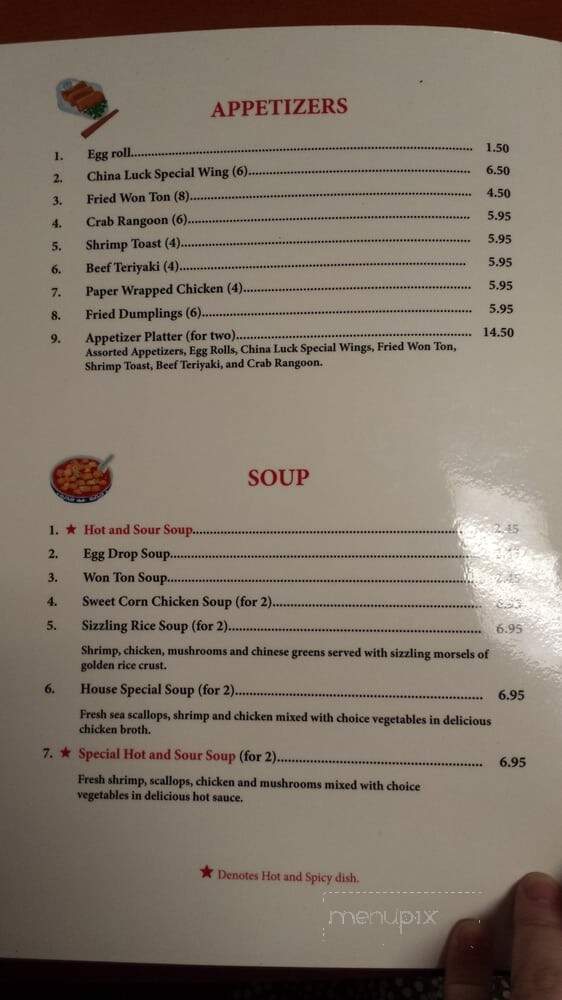 APPETIZERS
1. Egg roll........ 1.50
2. China Luck Special Wing (6)........ 6.50
3. Fried Won Ton (8)........ 4.50
4. Crab Rangoon (6)........ 5.95
5. Shrimp Toast (4)........ 5.95
6. Beef Teriyaki (4)........ 5.95
7. Paper Wrapped Chicken (4)........ 5.95
8. Fried Dumplings (6)........ 5.95
9. Appetizer Platter (for two)........ 14.50
Assorted Appetizers, Egg Rolls, China Luck Special Wings, Fried Won Ton,
Shrimp Toast, Beef Teriyaki, and Crab Rangoon.
SOUP
1. ★ Hot and Sour Soup........ 2.45
2. Egg Drop Soup........
3. Won Ton Soup........ 2.45
4. Sweet Corn Chicken Soup (for 2)........
5. Sizzling Rice Soup (for 2)........ 6.95
Shrimp, chicken, mushrooms and chinese greens served with sizzling morsels of
golden rice crust.
6. House Special Soup (for 2)........ 6.95
Fresh sea scallops, shrimp and chicken mixed with choice vegetables in delicious
chicken broth.
7. ★ Special Hot and Sour Soup (for 2)........ 6.95
Fresh shrimp, scallops, chicken and mushrooms mixed with choice
vegetables in delicious hot sauce.
★ Denotes Hot and Spicy dish.
menupix